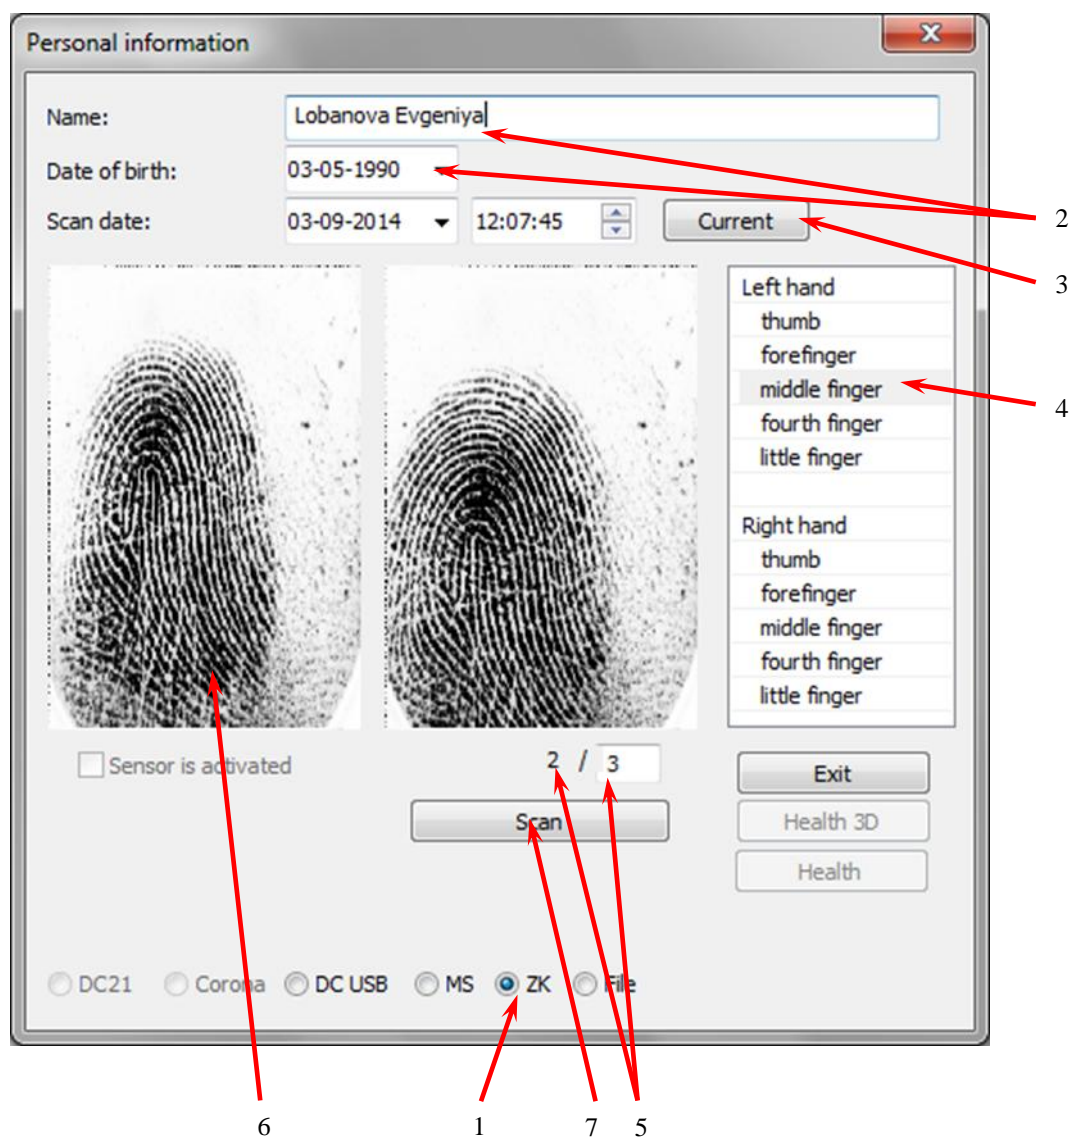 Personal information
Name: Lobanova Evgeniya
Date of birth: 03-05-1990
Scan date: 03-09-2014 12:07:45 Current
2
3
Left hand
thumb
forefinger
middle finger
4
fourth finger
little finger
Right hand
thumb
forefinger
middle finger
fourth finger
little finger
Sensor is activated 2 / 3 Exit
Scan Health 3D
Health
DC21 Corona DC USB MS ZK File
6 1 7 5